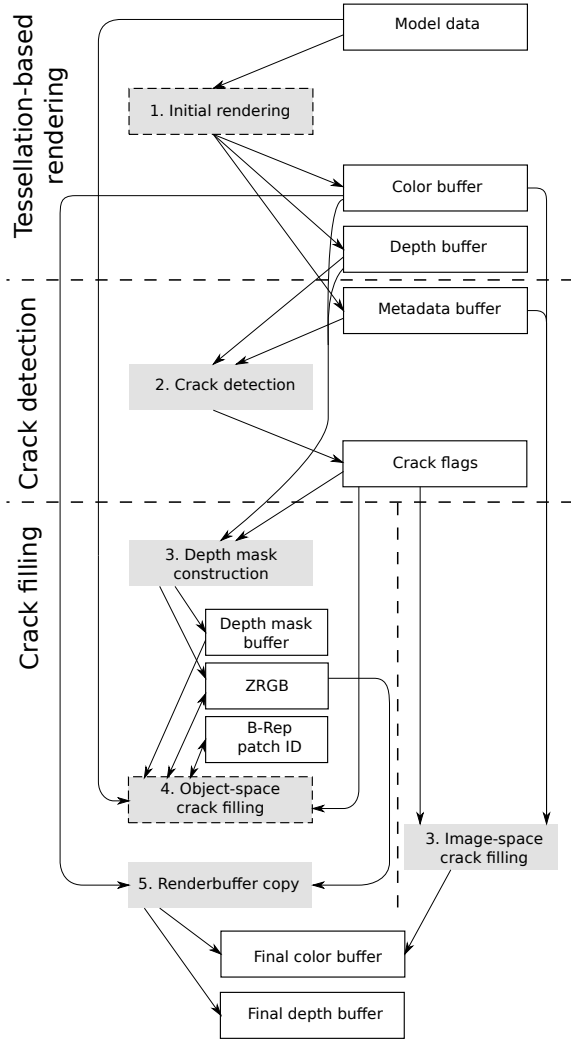 Tessellation-based
rendering
Model data
1. Initial rendering
Color buffer
Depth buffer
Crack detection
Metadata buffer
2. Crack detection
Crack flags
Crack filling
3. Depth mask
construction
Depth mask
buffer
ZRGB
B-Rep
patch ID
4. Object-space
crack filling
3. Image-space
crack filling
5. Renderbuffer copy
Final color buffer
Final depth buffer